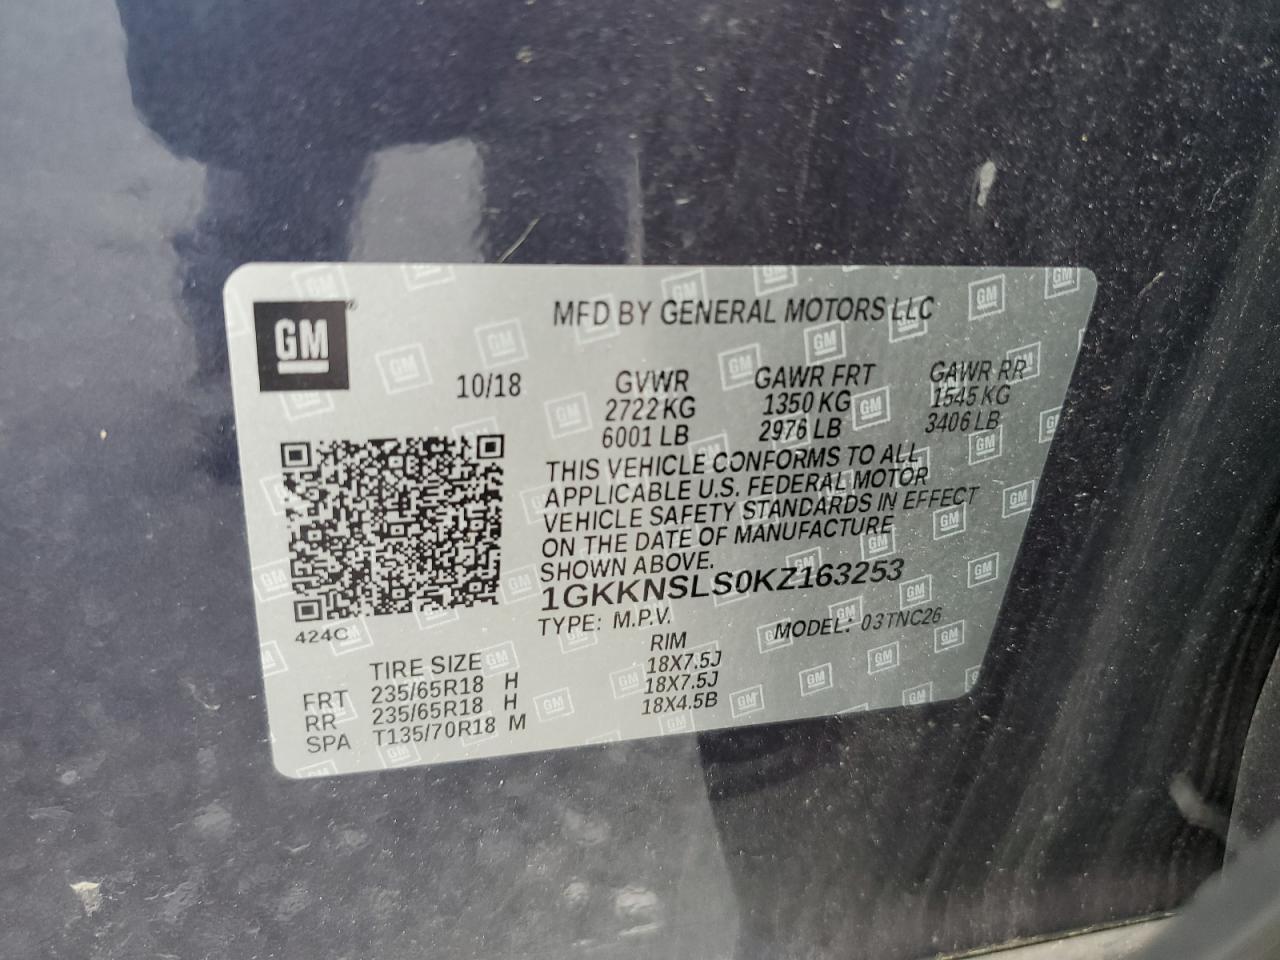 GM
MFD BY GENERAL MOTORS LLC
10/18 GVWR GAWR FRT GAWR RR
2722 KG 1350 KG 1545 KG
6001 LB 2976 LB 3406 LB
THIS VEHICLE CONFORMS TO ALL
APPLICABLE U.S. FEDERAL MOTOR
VEHICLE SAFETY STANDARDS IN EFFECT
ON THE DATE OF MANUFACTURE
SHOWN ABOVE.
1GKKNSLS0KZ163253
424C
TYPE: M.P.V. MODEL: 03TNC26
TIRE SIZE RIM
FRT 235/65R18 H 18X7.5J
RR 235/65R18 H 18X7.5J
SPA T135/70R18 M 18X4.5B